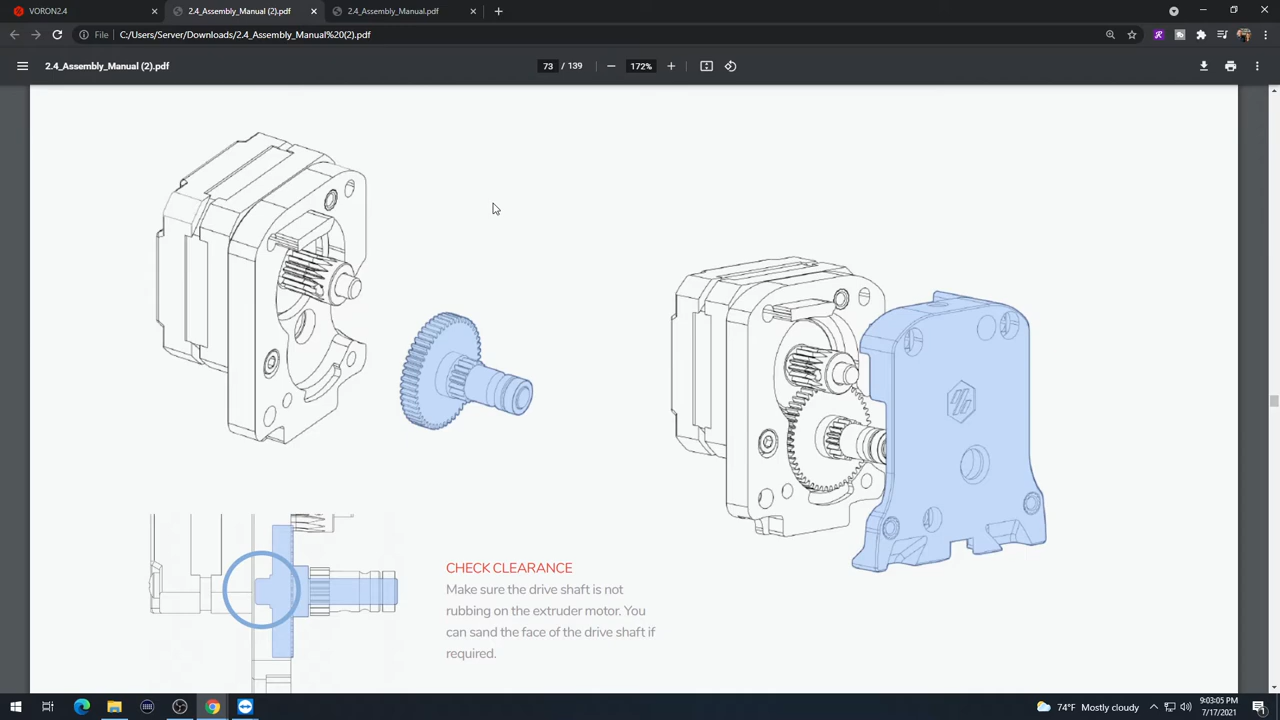 VORON2.4
2.4_Assembly_Manual (2).pdf
2.4_Assembly_Manual.pdf
File
C:/Users/Server/Downloads/2.4_Assembly_Manual%20(2).pdf
2.4_Assembly_Manual (2).pdf
73 / 139
172%
CHECK CLEARANCE
Make sure the drive shaft is not
rubbing on the extruder motor. You
can sand the face of the drive shaft if
required.
74°F Mostly cloudy
9:03:05 PM
7/17/2021
1